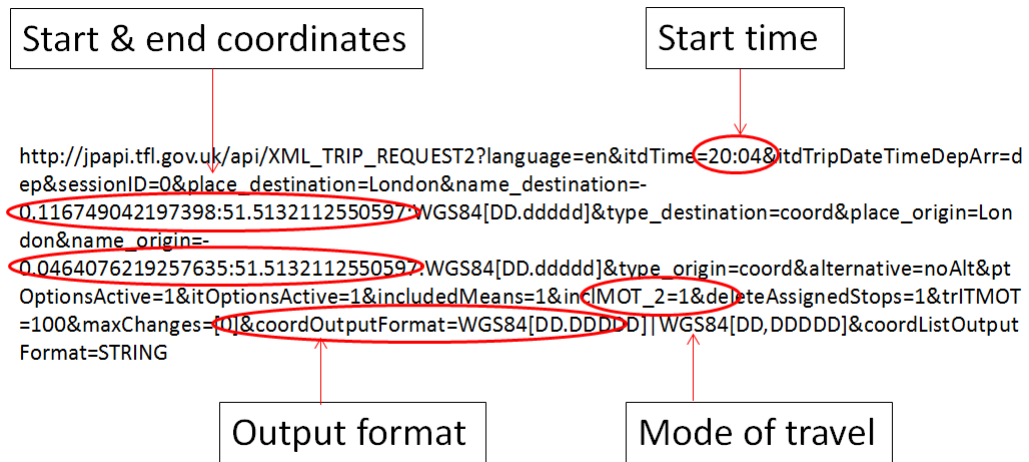 Start & end coordinates
Start time
http://jpapi.tfl.gov.uk/api/XML_TRIP_REQUEST2?language=en&itdTime=20:04&itdTripDateTimeDepArr=d
ep&sessionID=0&place_destination=London&name_destination=-
0.116749042197398:51.5132112550597:WGS84[DD.ddddd]&type_destination=coord&place_origin=Lon
don&name_origin=-
0.0464076219257635:51.5132112550597:WGS84[DD.ddddd]&type_origin=coord&alternative=noAlt&pt
OptionsActive=1&itOptionsActive=1&includedMeans=1&inclMOT_2=1&deleteAssignedStops=1&trITMOT
=100&maxChanges=[0]&coordOutputFormat=WGS84[DD.DDDDD]|WGS84[DD,DDDDD]&coordListOutput
Format=STRING
Output format
Mode of travel